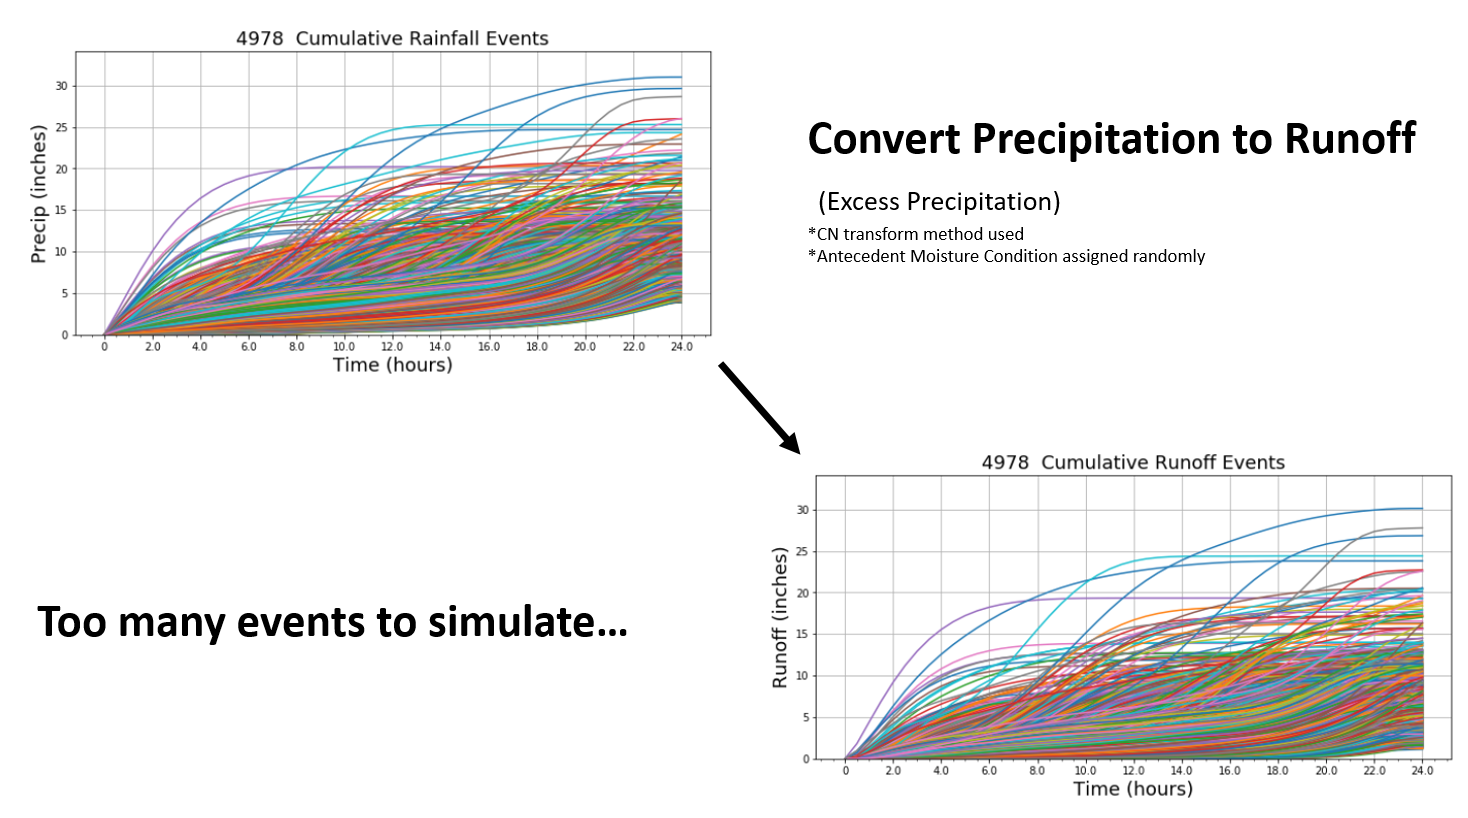 4978  Cumulative Rainfall Events
Precip (inches)
30
25
20
15
10
5
0
0 2.0 4.0 6.0 8.0 10.0 12.0 14.0 16.0 18.0 20.0 22.0 24.0
Time (hours)
Convert Precipitation to Runoff
(Excess Precipitation)
*CN transform method used
*Antecedent Moisture Condition assigned randomly
Too many events to simulate...
4978  Cumulative Runoff Events
Runoff (inches)
30
25
20
15
10
5
0
0 2.0 4.0 6.0 8.0 10.0 12.0 14.0 16.0 18.0 20.0 22.0 24.0
Time (hours)